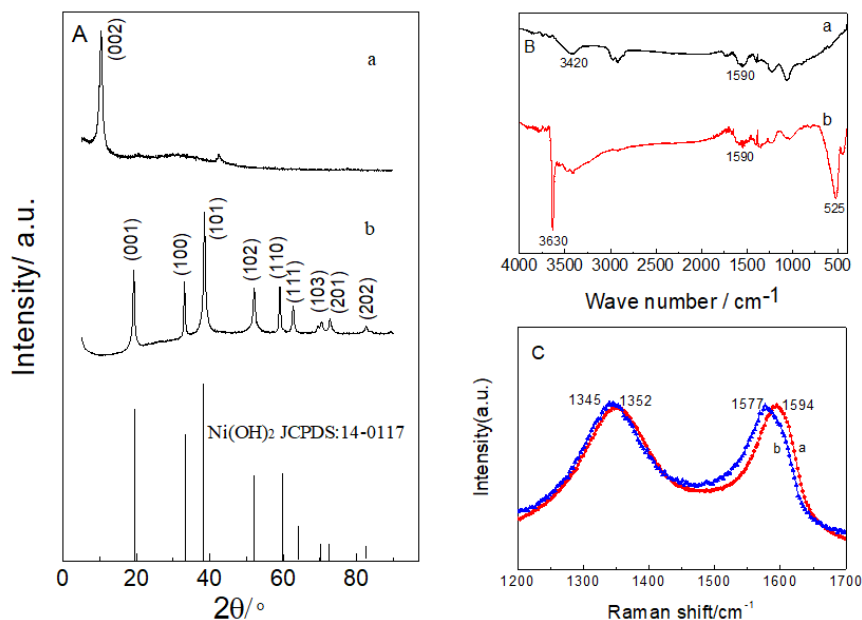 A
(002)
a
b
(001)
(100)
(101)
(102)
(110)
(111)
(103)
(201)
(202)
Ni(OH)2 JCPDS:14-0117
Intensity/ a.u.
0 20 40 60 80
2θ/°
B
a
3420
1590
b
1590
3630
525
4000 3500 3000 2500 2000 1500 1000 500
Wave number / cm-1
C
1345 1352
1577 1594
b a
Intensity(a.u.)
1200 1300 1400 1500 1600 1700
Raman shift/cm-1